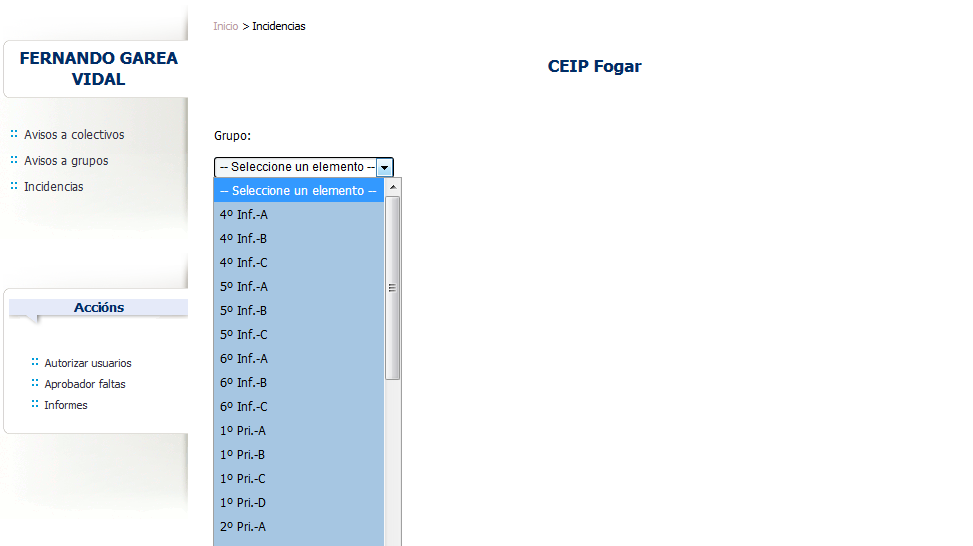 Inicio > Incidencias
FERNANDO GAREA
VIDAL
CEIP Fogar
Avisos a colectivos
Avisos a grupos
Incidencias
Accións
Autorizar usuarios
Aprobador faltas
Informes
Grupo:
-- Seleccione un elemento --
-- Seleccione un elemento --
4º Inf.-A
4º Inf.-B
4º Inf.-C
5º Inf.-A
5º Inf.-B
5º Inf.-C
6º Inf.-A
6º Inf.-B
6º Inf.-C
1º Pri.-A
1º Pri.-B
1º Pri.-C
1º Pri.-D
2º Pri.-A